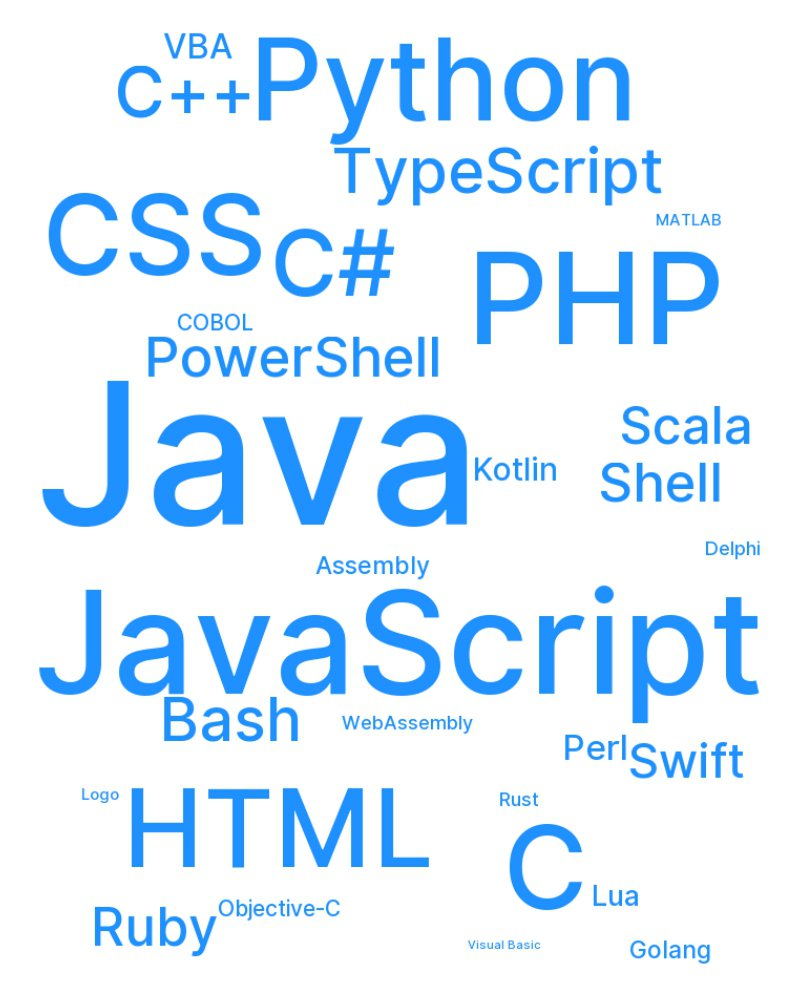 VBA
C++
Python
TypeScript
CSS
C#
MATLAB
PHP
COBOL
PowerShell
Java
Kotlin
Scala
Shell
Delphi
Assembly
JavaScript
Bash
WebAssembly
Perl
Swift
Logo
HTML
Rust
C
Lua
Ruby
Objective-C
Visual Basic
Golang